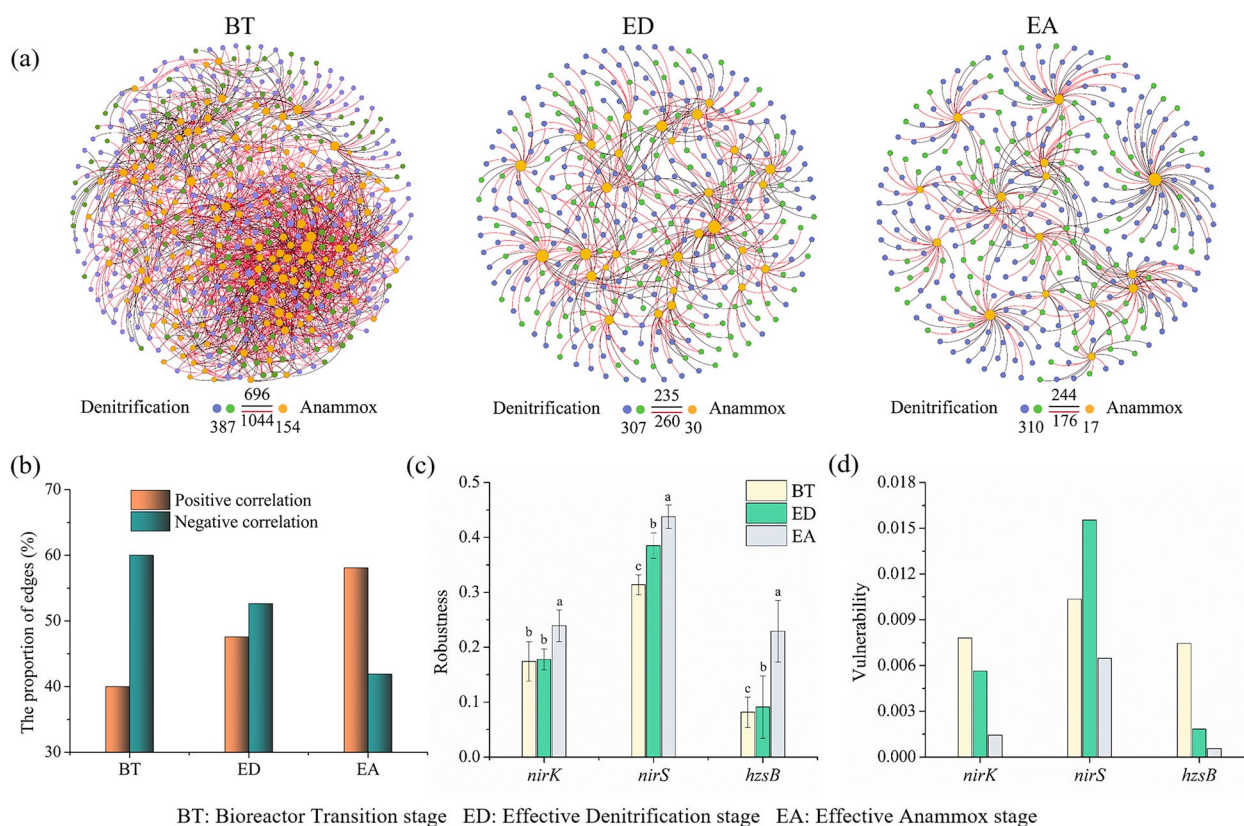 BT ED EA
(a)
696 235 244
Denitrification Anammox Denitrification Anammox Denitrification Anammox
387 1044 154 307 260 30 310 176 17
(b) (c) (d)
The proportion of edges (%)
70
60
50
40
30
Positive correlation
Negative correlation
BT ED EA
Robustness
0.5
0.4
0.3
0.2
0.1
0.0
BT
ED
EA
b b a
c b a
c b a
nirK nirS hzsB
Vulnerability
0.018
0.015
0.012
0.009
0.006
0.003
0.000
nirK nirS hzsB
BT: Bioreactor Transition stage ED: Effective Denitrification stage EA: Effective Anammox stage